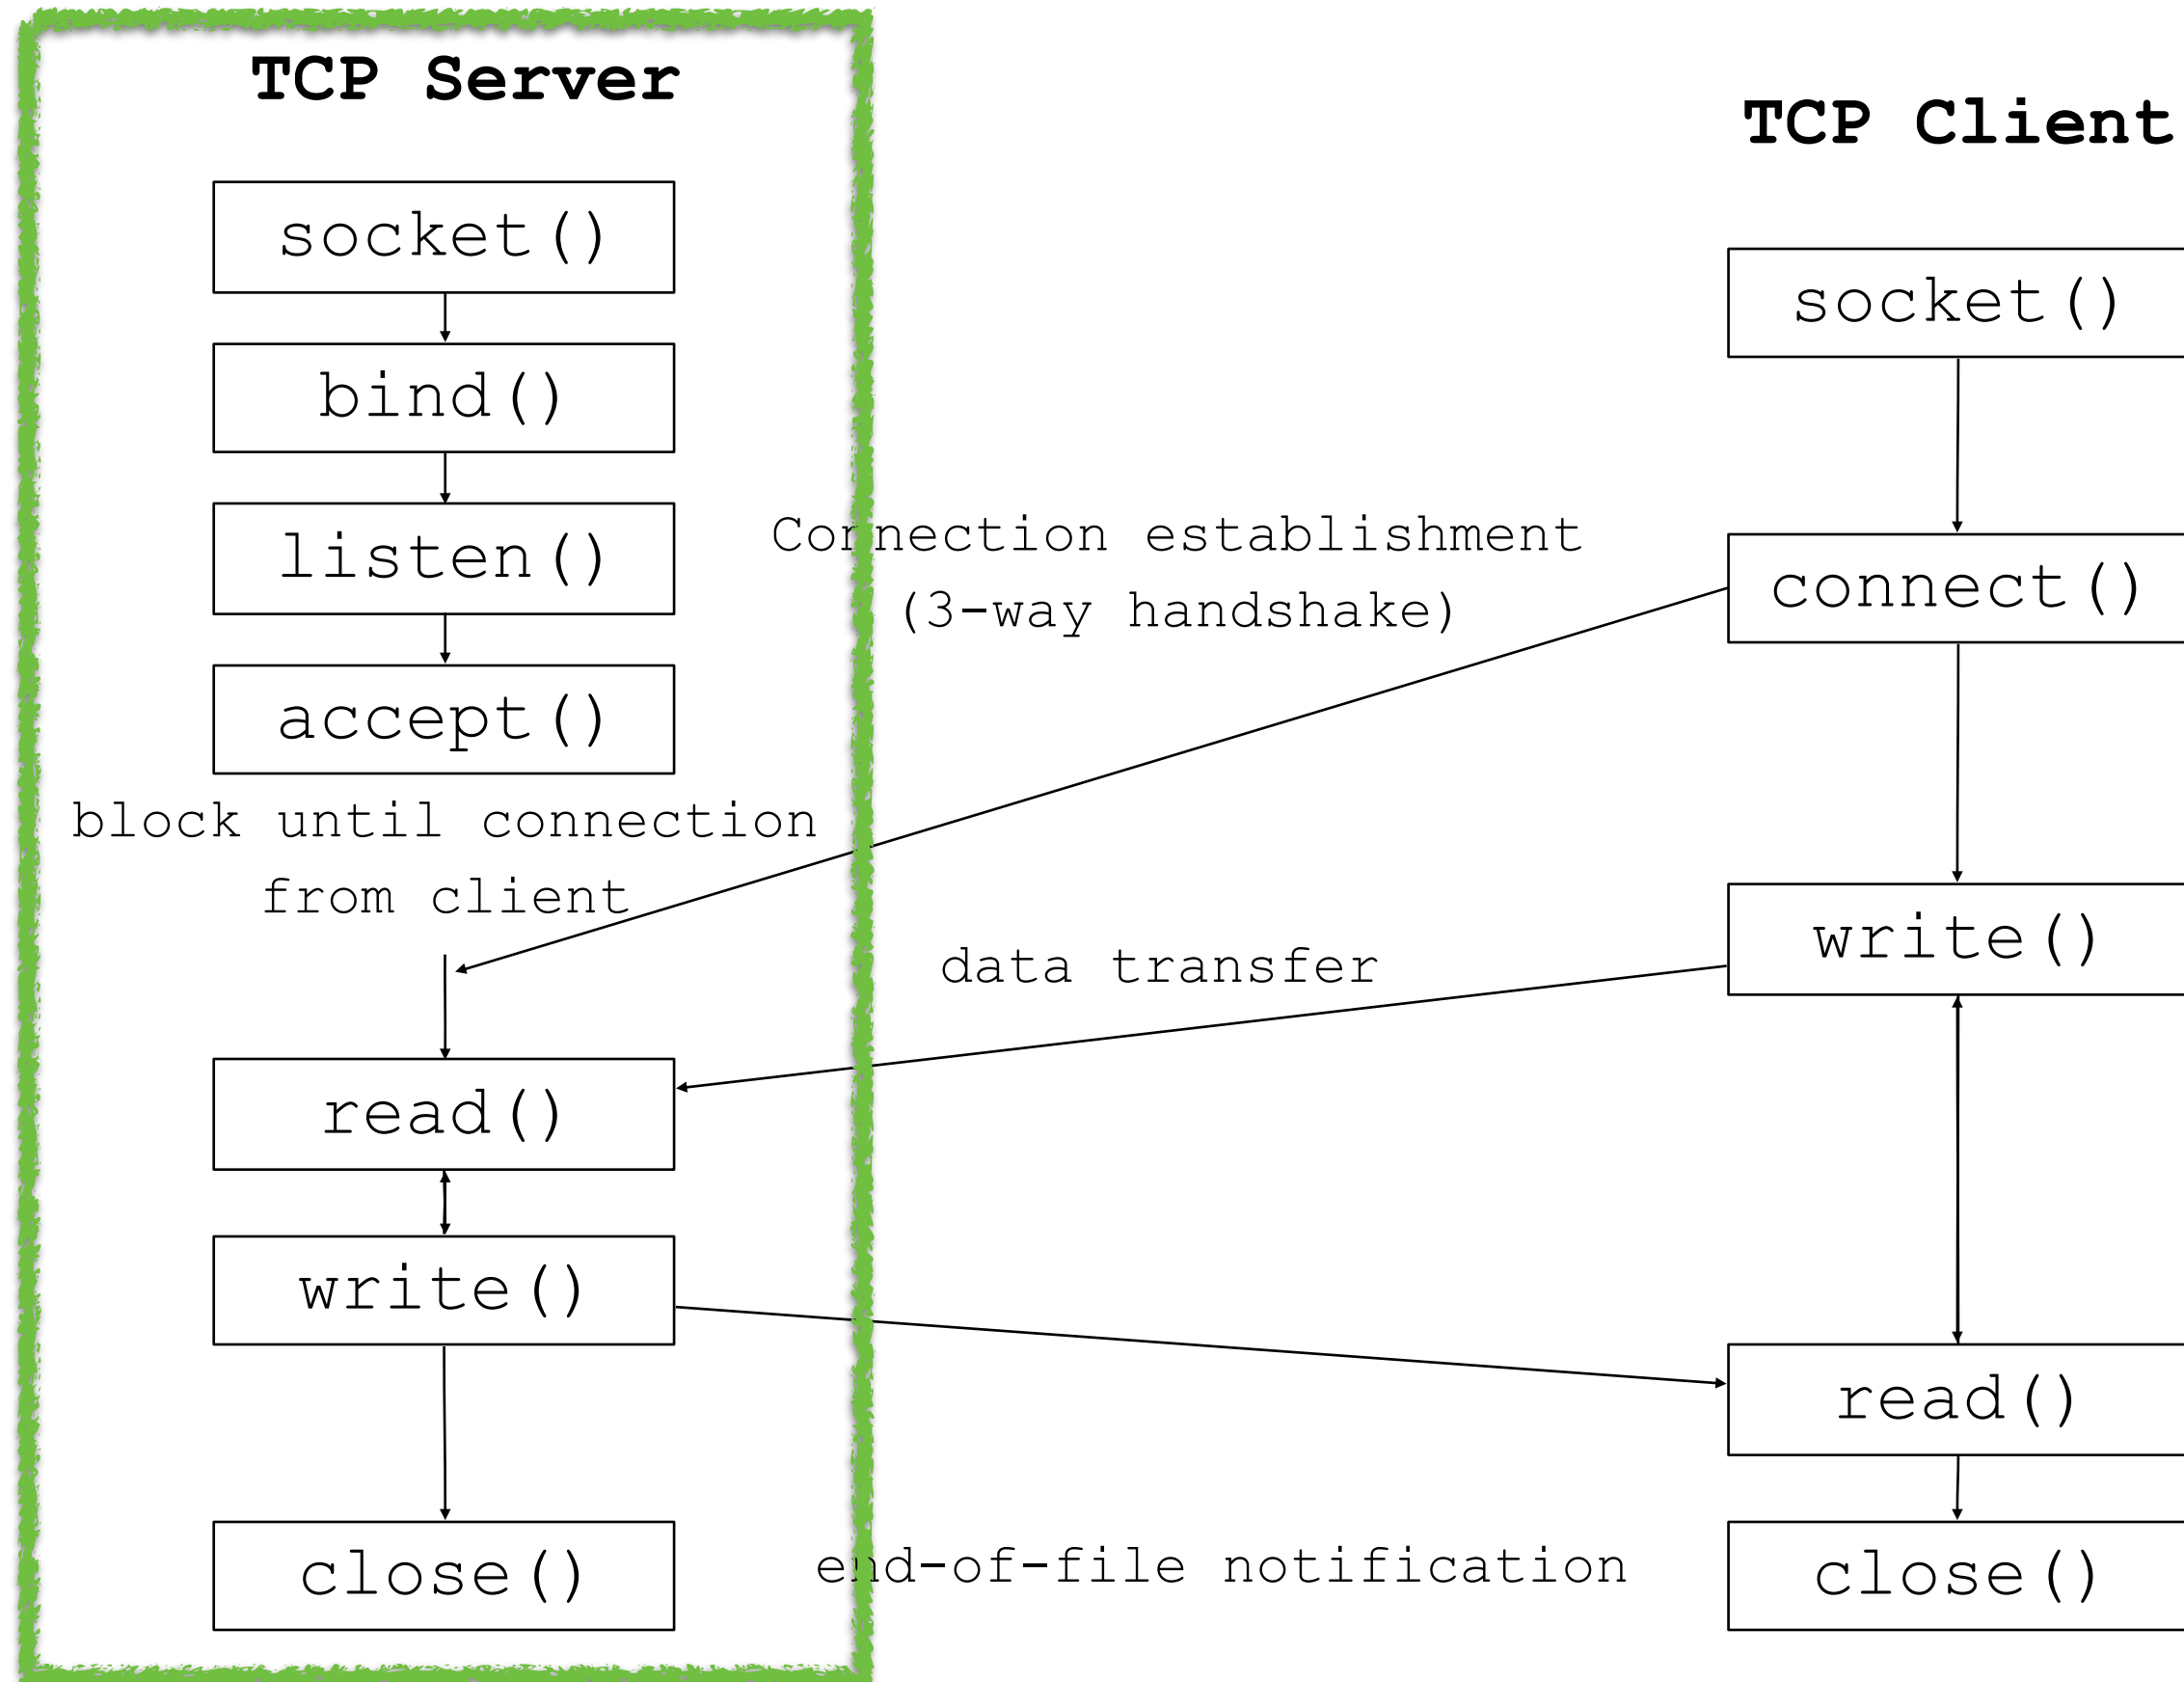 TCP Server
socket()
bind()
listen()
accept()
block until connection
from client
read()
write()
close()
Connection establishment
(3-way handshake)
data transfer
end-of-file notification
TCP Client
socket()
connect()
write()
read()
close()